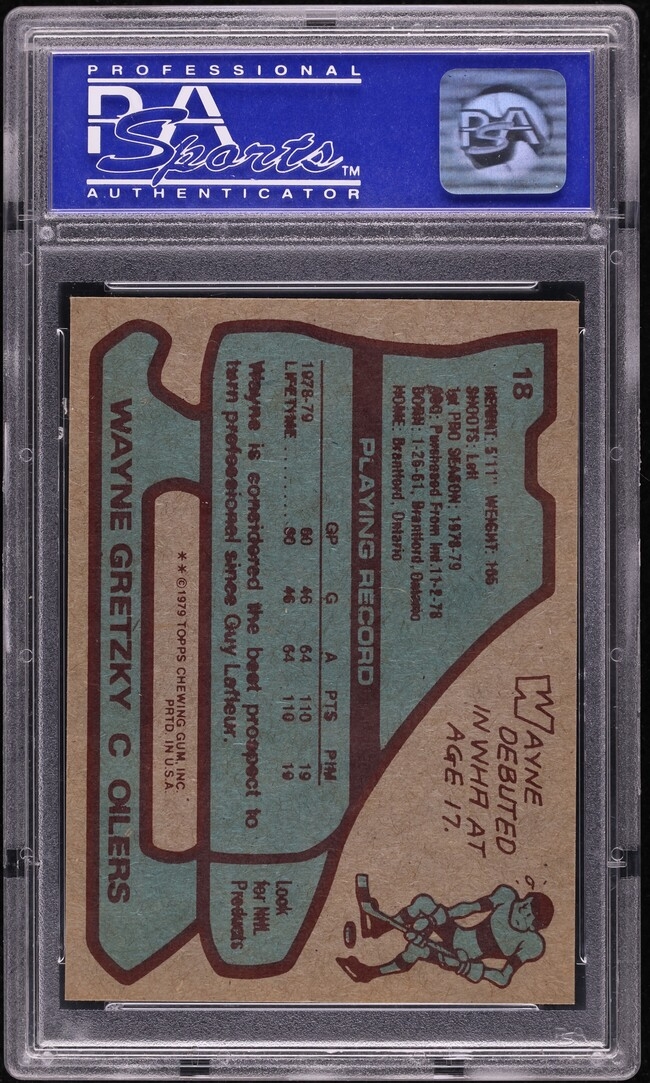 PROFESSIONAL
PSA
Sports™
AUTHENTICATOR
PSA
18
HEIGHT: 5'11" WEIGHT: 165
SHOOTS: Left
1st PRO SEASON: 1978-79
ACQ: Purchased From Ind. 11-2-78
BORN: 1-26-61, Brantford, Ontario
HOME: Brantford, Ontario
WAYNE
DEBUTED
IN WHA AT
AGE 17.
PLAYING RECORD
GP G A PTS PIM
1978-79 80 46 64 110 19
LIFETIME ........ 80 46 64 110 19
Wayne is considered the best prospect to
turn professional since Guy Lafleur.
Look
for NHL
Products
**©1979 TOPPS CHEWING GUM, INC.
PRTD. IN U.S.A.
WAYNE GRETZKY C OILERS